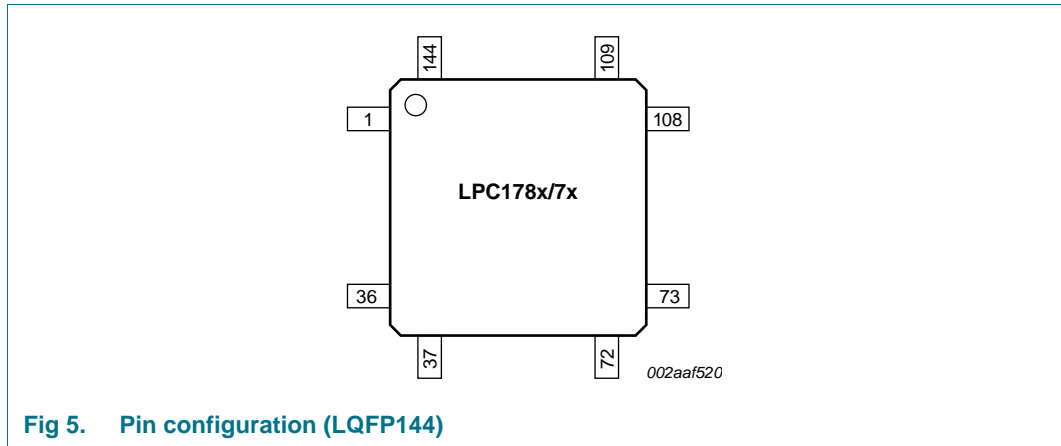 144 109
1 108
LPC178x/7x
36 73
37 72
002aaf520
Fig 5. Pin configuration (LQFP144)